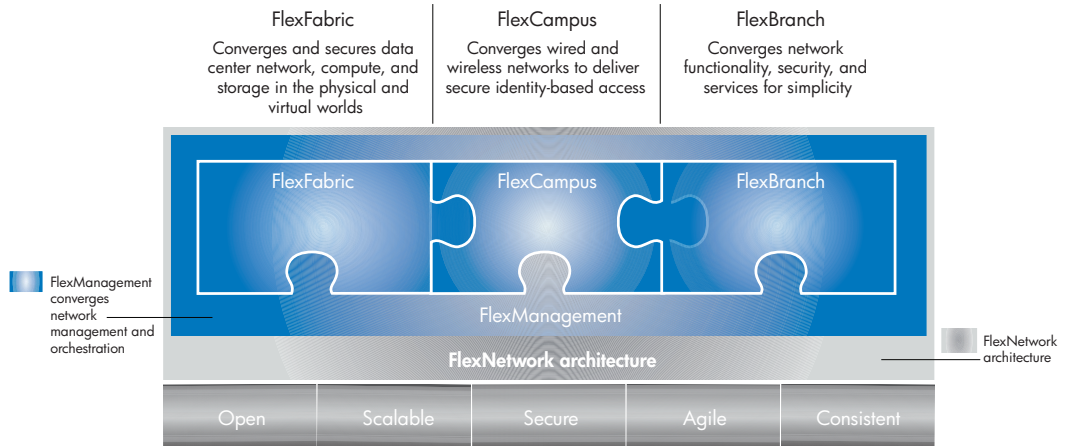 FlexFabric
Converges and secures data
center network, compute, and
storage in the physical and
virtual worlds
FlexCampus
Converges wired and
wireless networks to deliver
secure identity-based access
FlexBranch
Converges network
functionality, security, and
services for simplicity
FlexFabric
FlexCampus
FlexBranch
FlexManagement
converges
network
management and
orchestration
FlexManagement
FlexNetwork architecture
FlexNetwork
architecture
Open
Scalable
Secure
Agile
Consistent